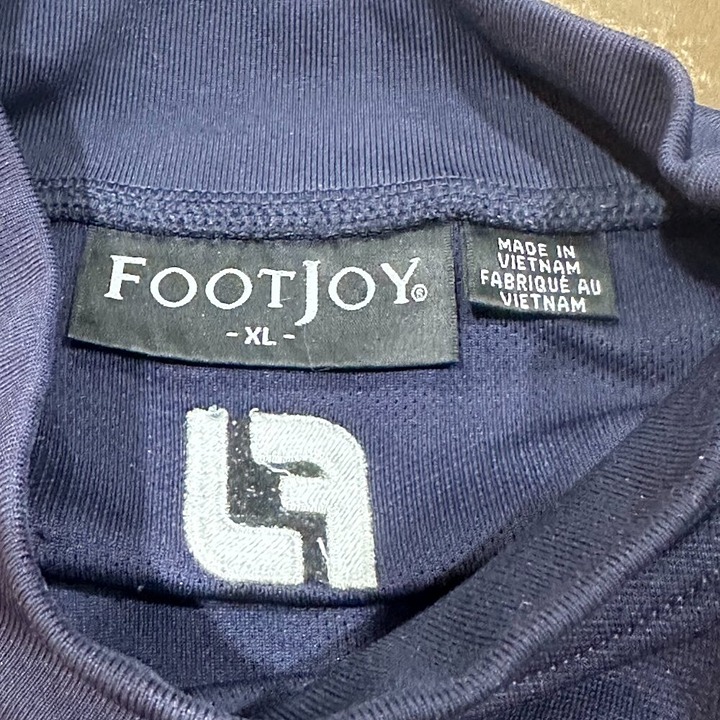 FOOTJOY®
- XL -
MADE IN
VIETNAM
FABRIQUÉ AU
VIETNAM